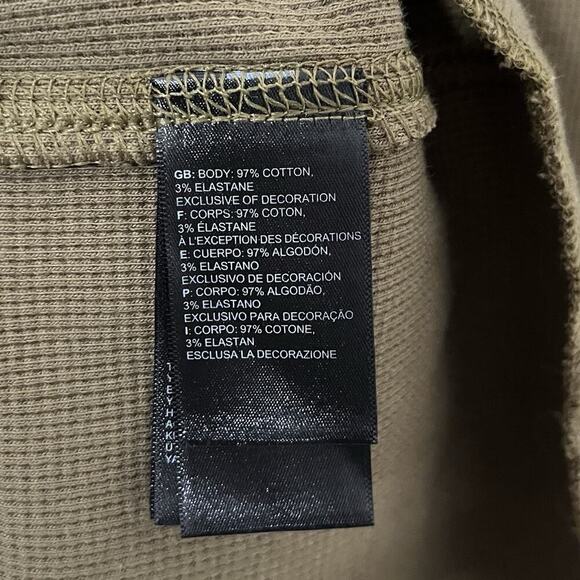 GB: BODY: 97% COTTON,
3% ELASTANE
EXCLUSIVE OF DECORATION
F: CORPS: 97% COTON,
3% ÉLASTANE
À L'EXCEPTION DES DÉCORATIONS
E: CUERPO: 97% ALGODÓN,
3% ELASTANO
EXCLUSIVO DE DECORACIÓN
P: CORPO: 97% ALGODÃO,
3% ELASTANO
EXCLUSIVO PARA DECORAÇÃO
I: CORPO: 97% COTONE,
3% ELASTAN
ESCLUSA LA DECORAZIONE